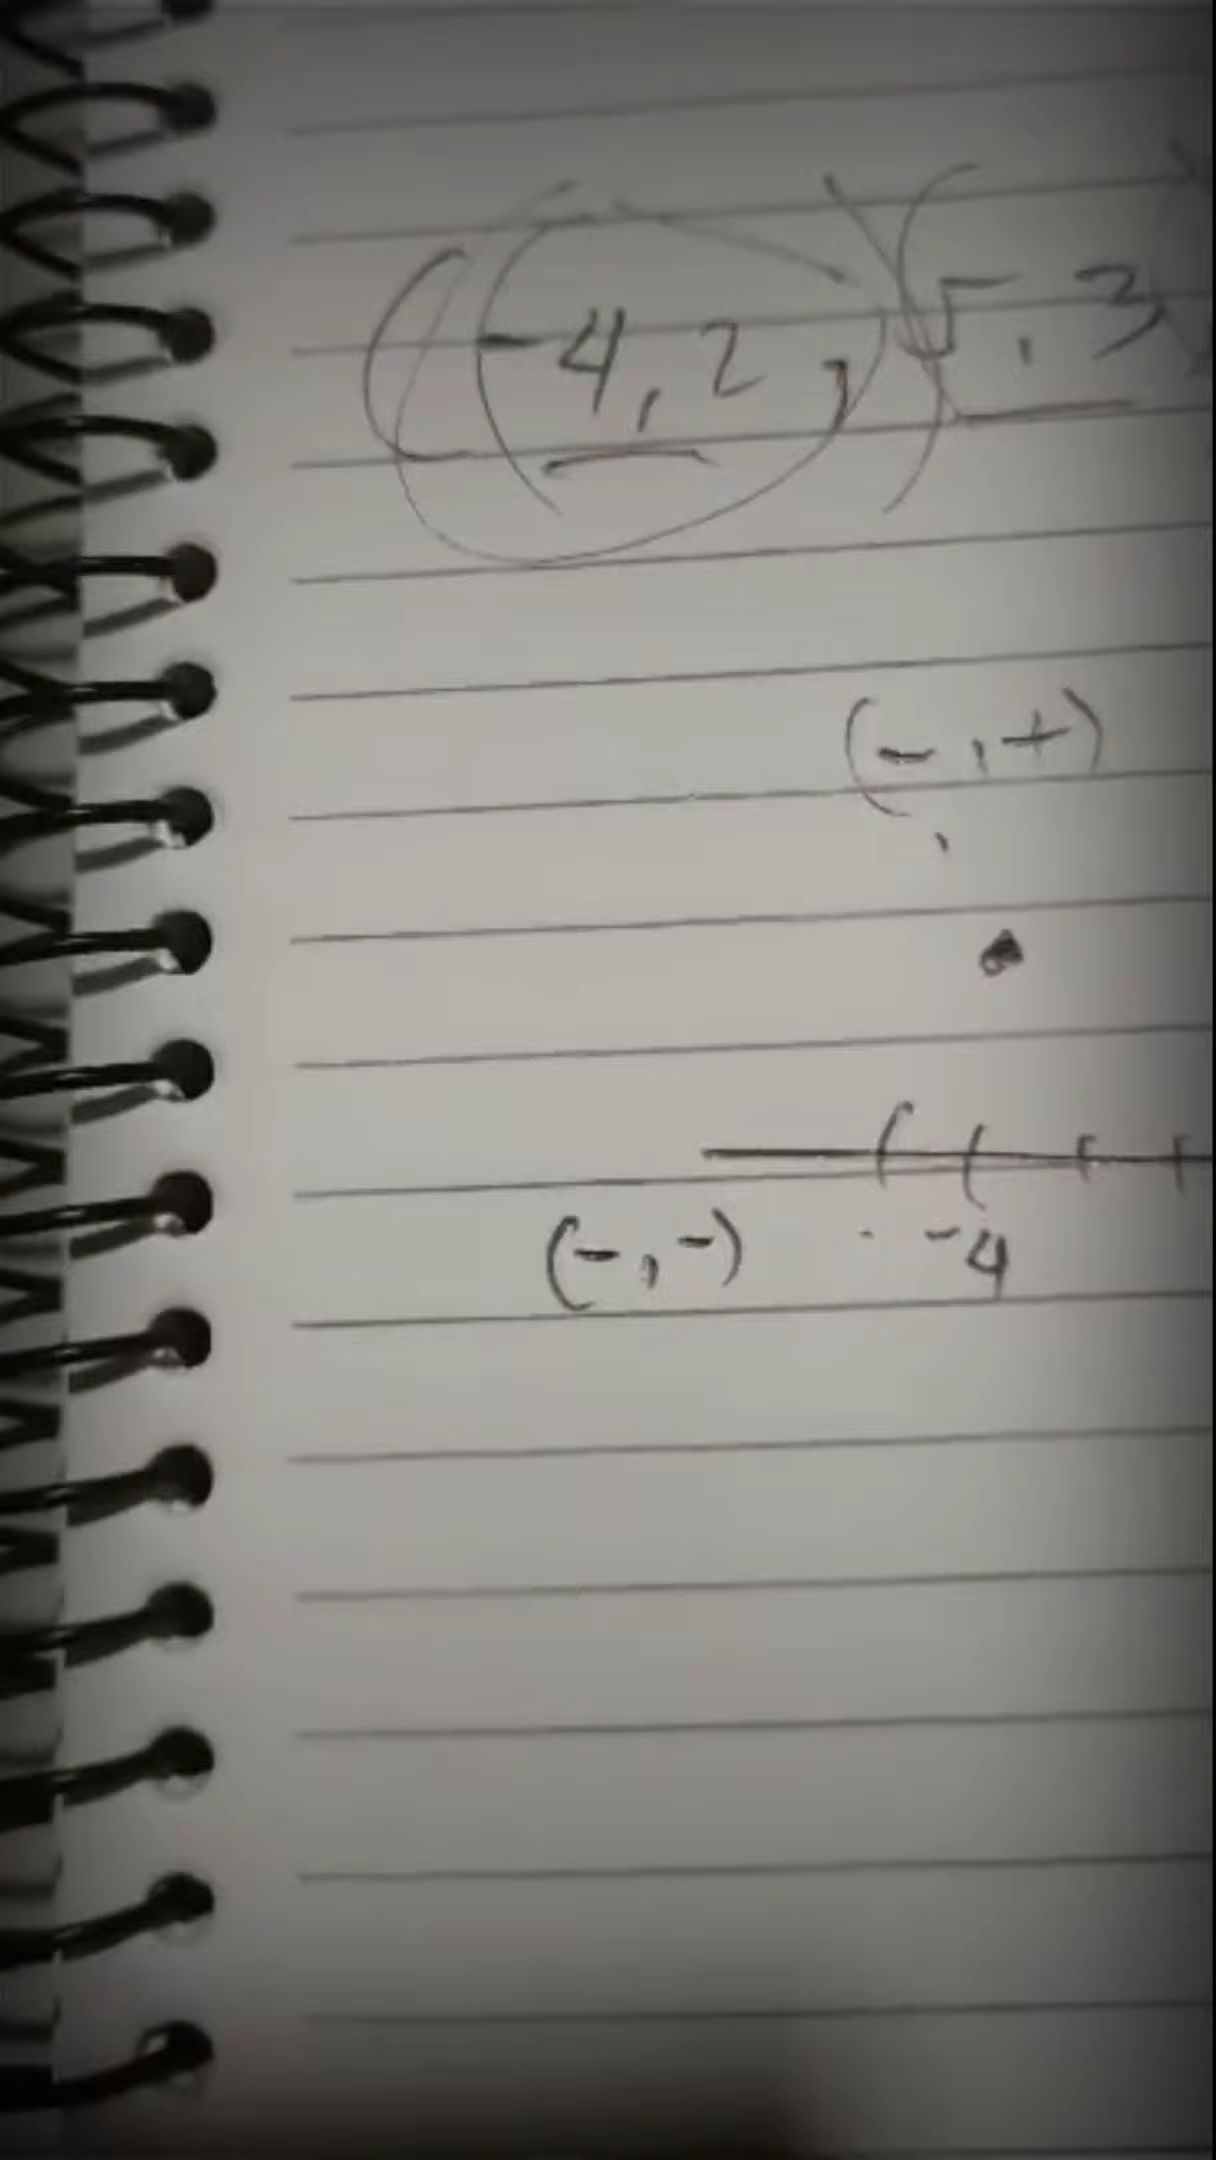 (-4, 2,) (5, 3
(-, +)
(-, -) -4